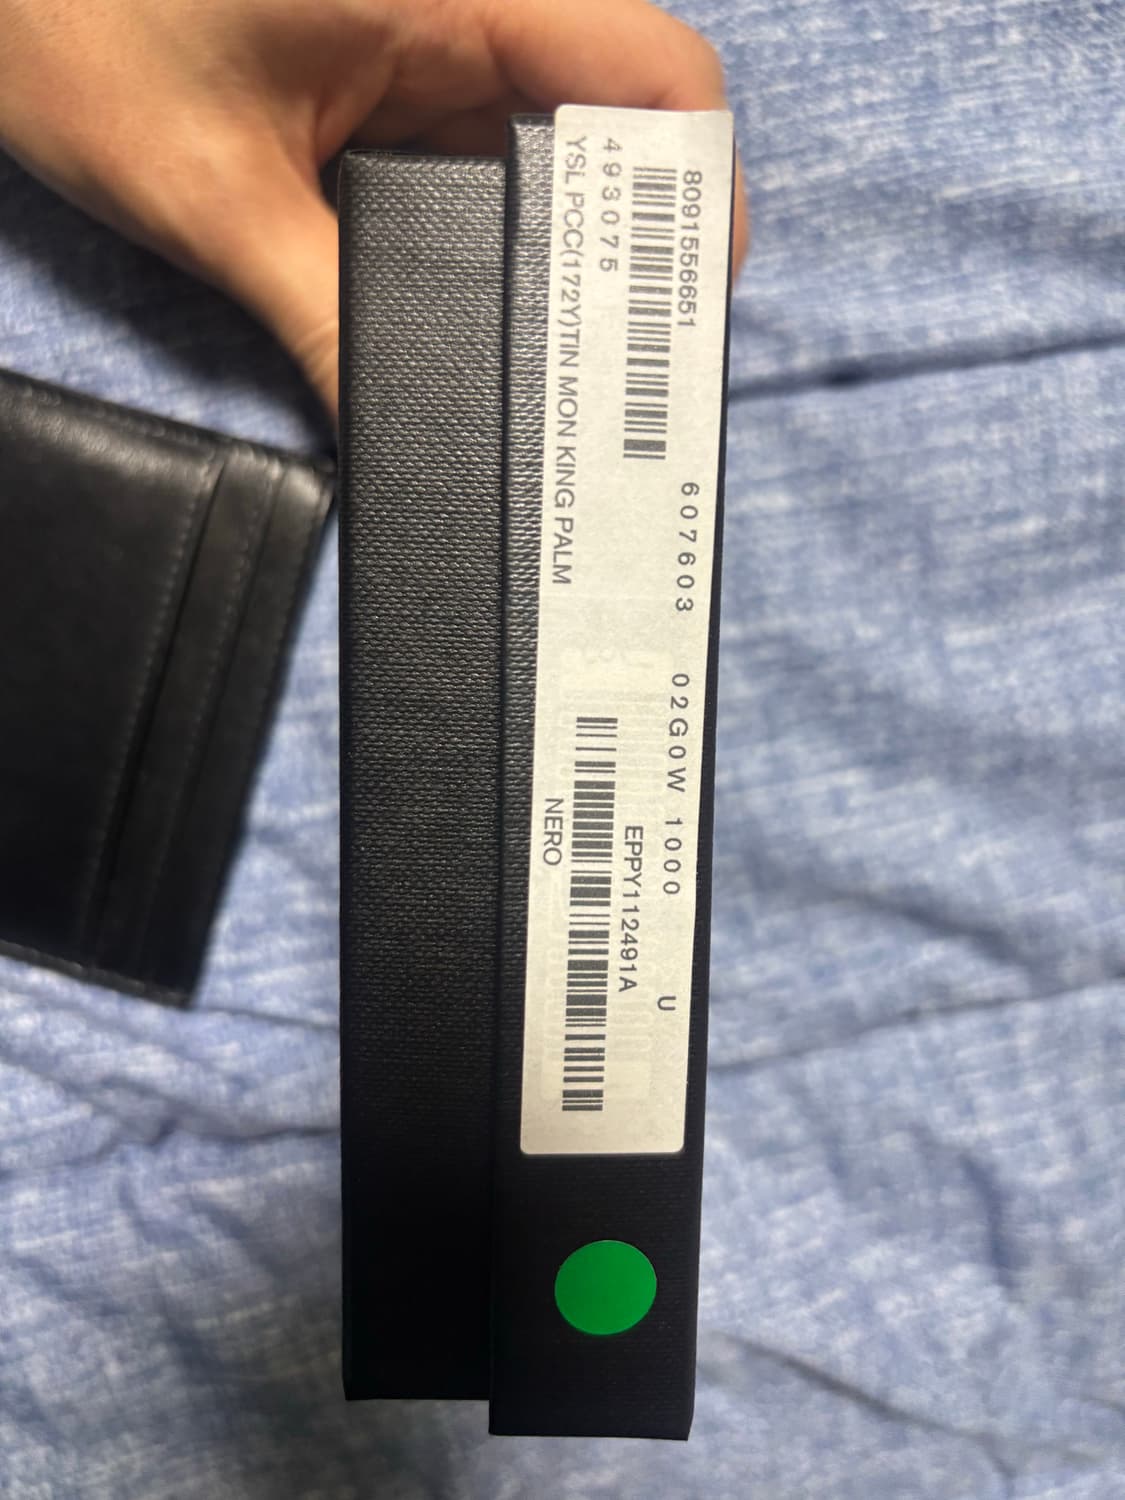 607603 02G0W 1000 U
8091556651
EPPY112491A
493075
NERO
YSL PCC(172Y)TIN MON KING PALM